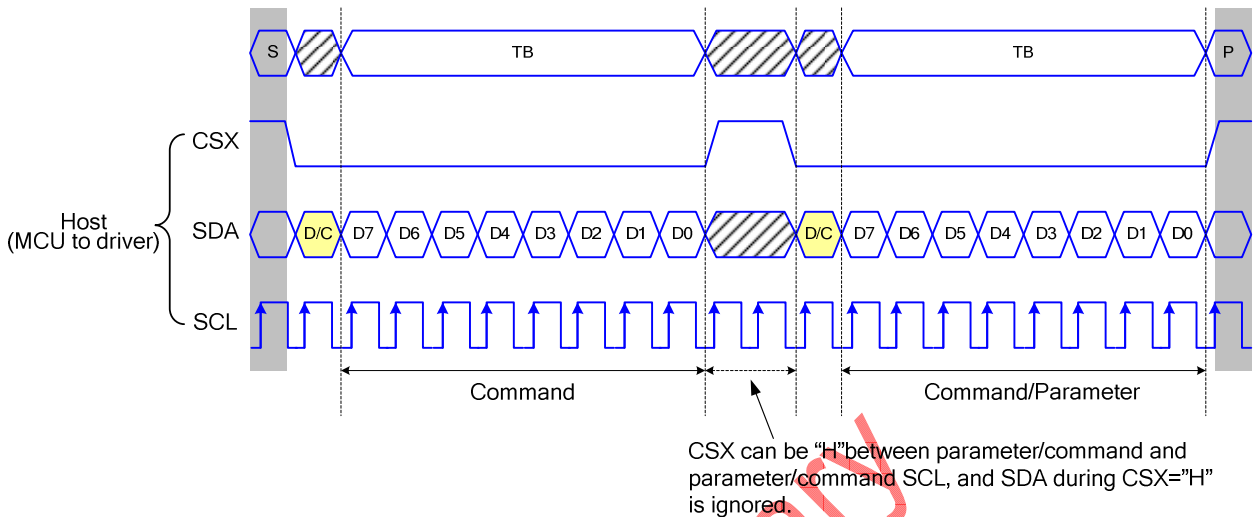 S TB TB P
CSX
Host
(MCU to driver)
SDA D/C D7 D6 D5 D4 D3 D2 D1 D0 D/C D7 D6 D5 D4 D3 D2 D1 D0
SCL
Command Command/Parameter
CSX can be “H”between parameter/command and
parameter/command SCL, and SDA during CSX=”H”
is ignored.
ry